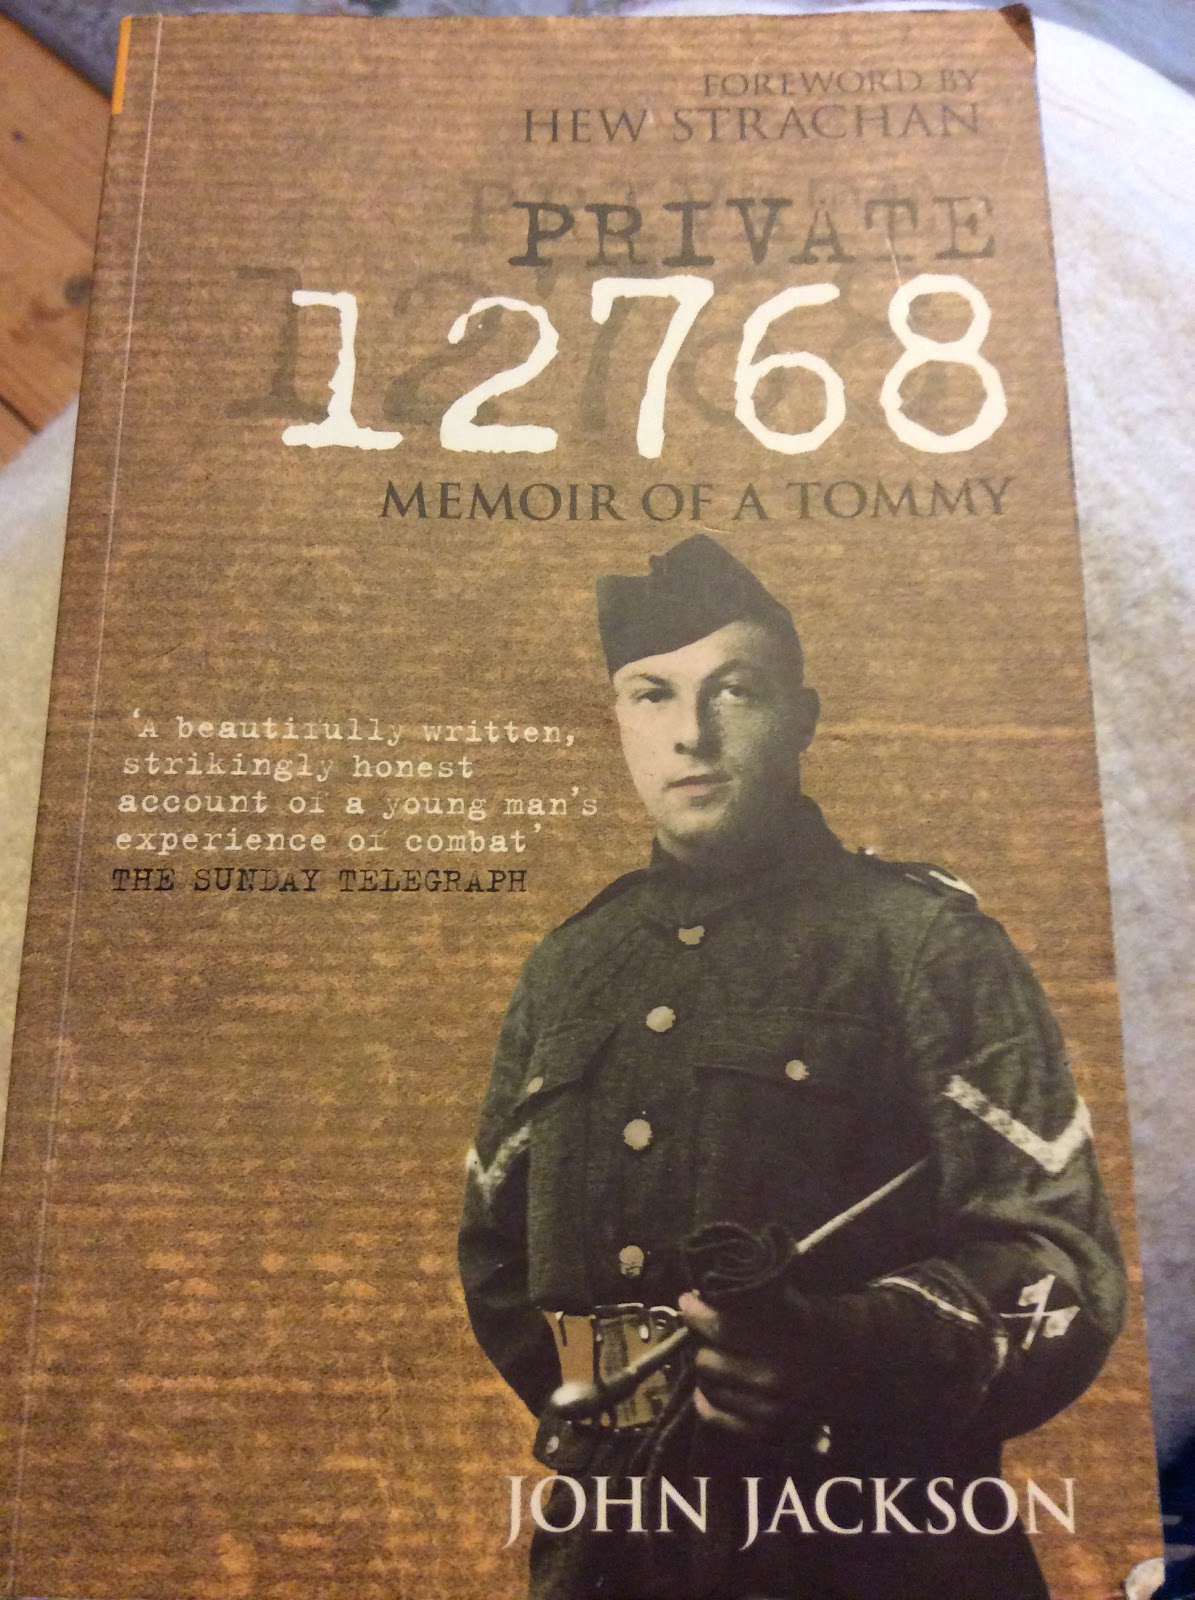 FOREWORD BY
HEW STRACHAN
PRIVATE
12768
MEMOIR OF A TOMMY
'A beautifully written,
strikingly honest
account of a young man's
experience of combat'
THE SUNDAY TELEGRAPH
JOHN JACKSON